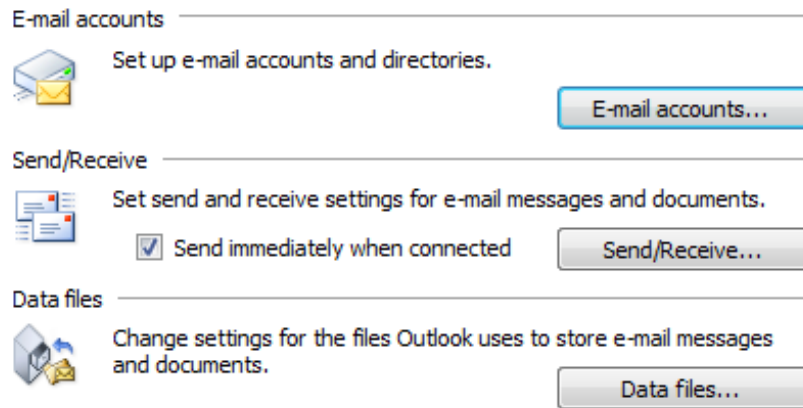 E-mail accounts
Set up e-mail accounts and directories.
E-mail accounts...
Send/Receive
Set send and receive settings for e-mail messages and documents.
Send immediately when connected
Send/Receive...
Data files
Change settings for the files Outlook uses to store e-mail messages
and documents.
Data files...